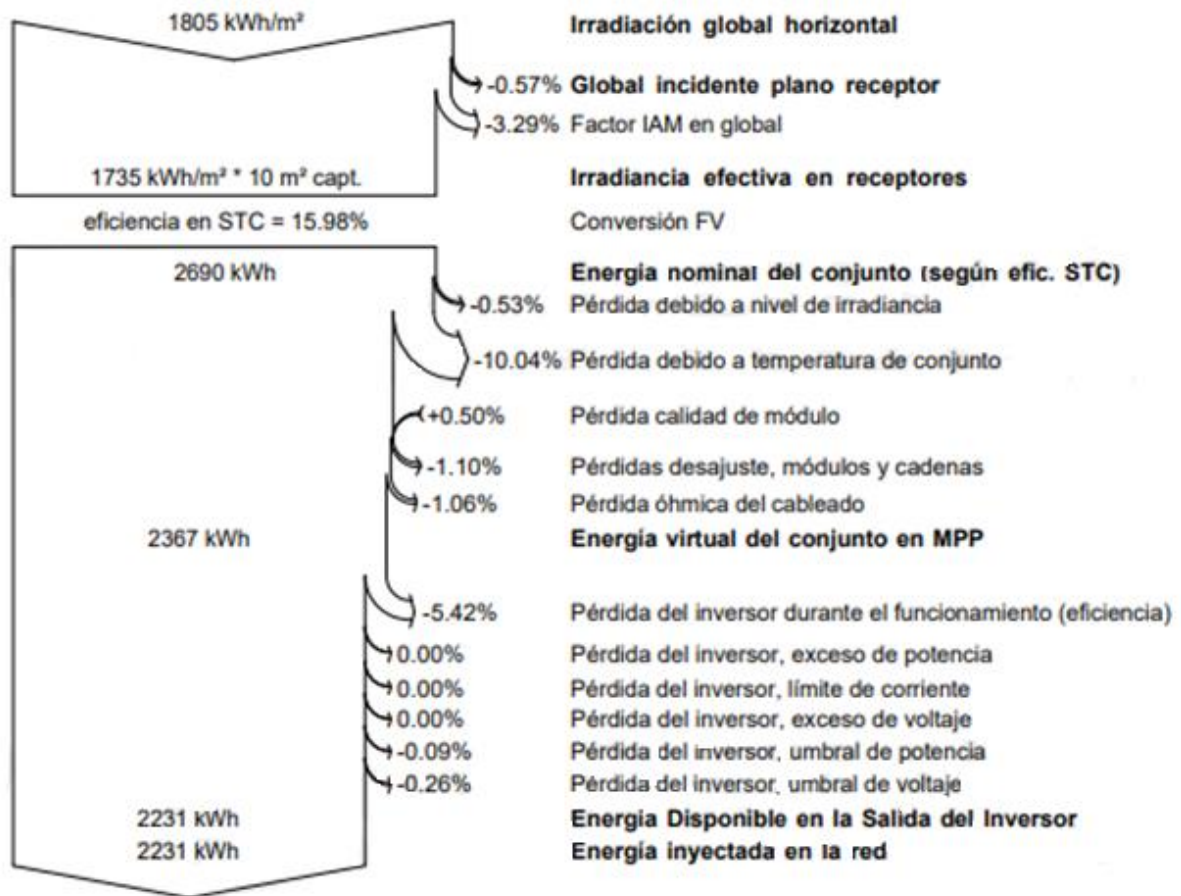 1805 kWh/m² Irradiación global horizontal
-0.57% Global incidente plano receptor
-3.29% Factor IAM en global
1735 kWh/m² * 10 m² capt. Irradiancia efectiva en receptores
eficiencia en STC = 15.98% Conversión FV
2690 kWh Energía nominal del conjunto (según efic. STC)
-0.53% Pérdida debido a nivel de irradiancia
-10.04% Pérdida debido a temperatura de conjunto
+0.50% Pérdida calidad de módulo
-1.10% Pérdidas desajuste, módulos y cadenas
-1.06% Pérdida óhmica del cableado
2367 kWh Energía virtual del conjunto en MPP
-5.42% Pérdida del inversor durante el funcionamiento (eficiencia)
0.00% Pérdida del inversor, exceso de potencia
0.00% Pérdida del inversor, límite de corriente
0.00% Pérdida del inversor, exceso de voltaje
-0.09% Pérdida del inversor, umbral de potencia
-0.26% Pérdida del inversor, umbral de voltaje
2231 kWh Energía Disponible en la Salida del Inversor
2231 kWh Energía inyectada en la red